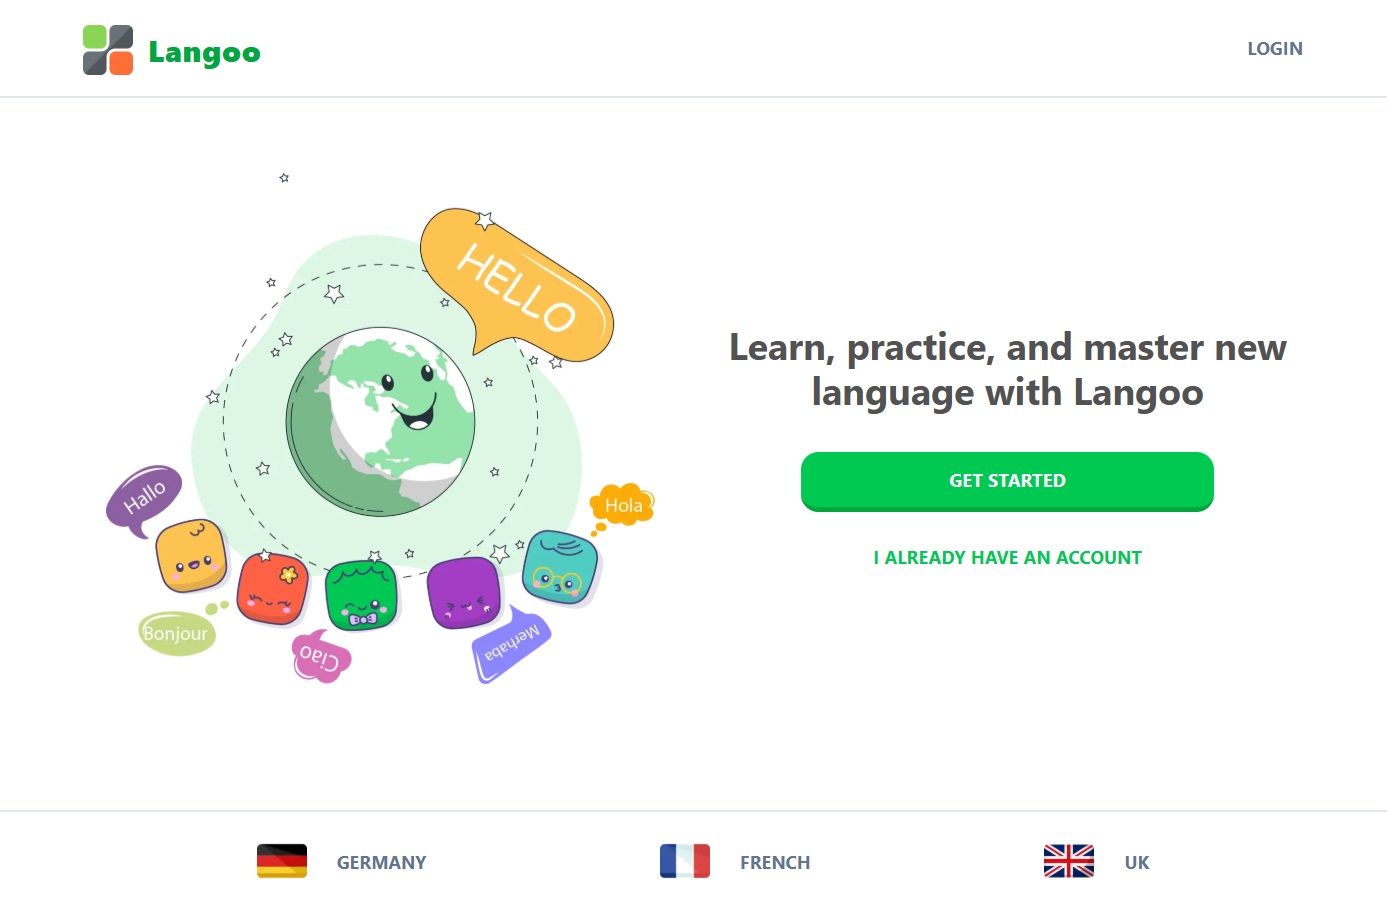 Langoo
LOGIN
HELLO
Hallo
Hola
Bonjour
Ciao
Merhaba
Learn, practice, and master new
language with Langoo
GET STARTED
I ALREADY HAVE AN ACCOUNT
GERMANY
FRENCH
UK